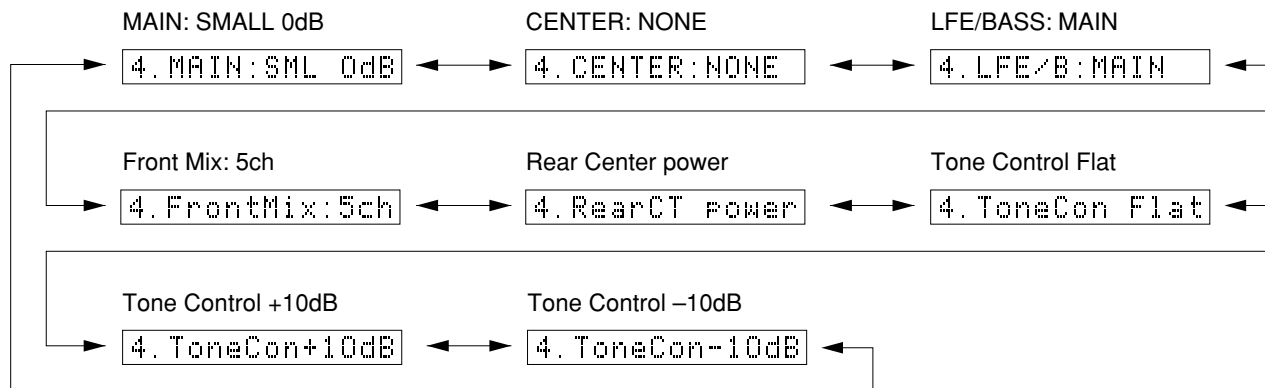 MAIN: SMALL 0dB CENTER: NONE LFE/BASS: MAIN
4.MAIN:SML 0dB 4.CENTER:NONE 4.LFE/B:MAIN
Front Mix: 5ch Rear Center power Tone Control Flat
4.FrontMix:5ch 4.RearCT power 4.ToneCon Flat
Tone Control +10dB Tone Control –10dB
4.ToneCon+10dB 4.ToneCon-10dB